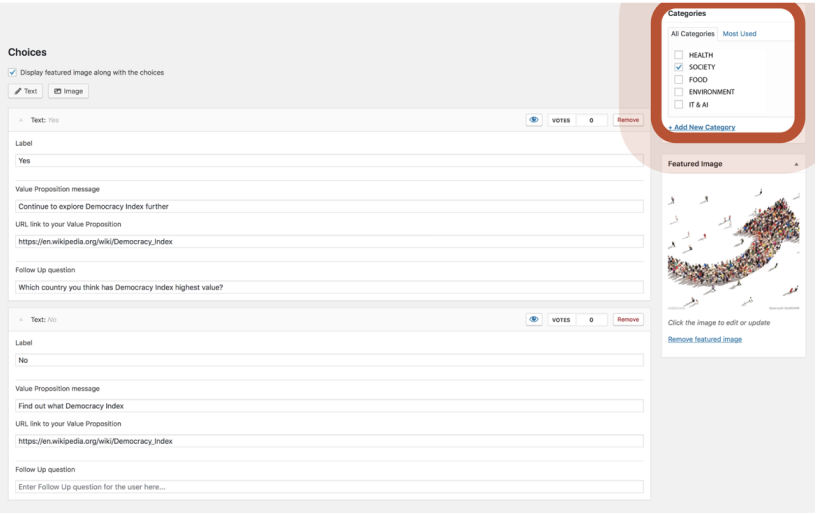 Choices
Display featured image along with the choices
Text Image
Text: Yes VOTES 0 Remove
Label
Yes
Value Proposition message
Continue to explore Democracy Index further
URL link to your Value Proposition
https://en.wikipedia.org/wiki/Democracy_Index
Follow Up question
Which country you think has Democracy Index highest value?
Text: No VOTES 0 Remove
Label
No
Value Proposition message
Find out what Democracy Index
URL link to your Value Proposition
https://en.wikipedia.org/wiki/Democracy_Index
Follow Up question
Enter Follow Up question for the user here...
Categories
All Categories Most Used
HEALTH
SOCIETY
FOOD
ENVIRONMENT
IT & AI
+ Add New Category
Featured Image
Click the image to edit or update
Remove featured image